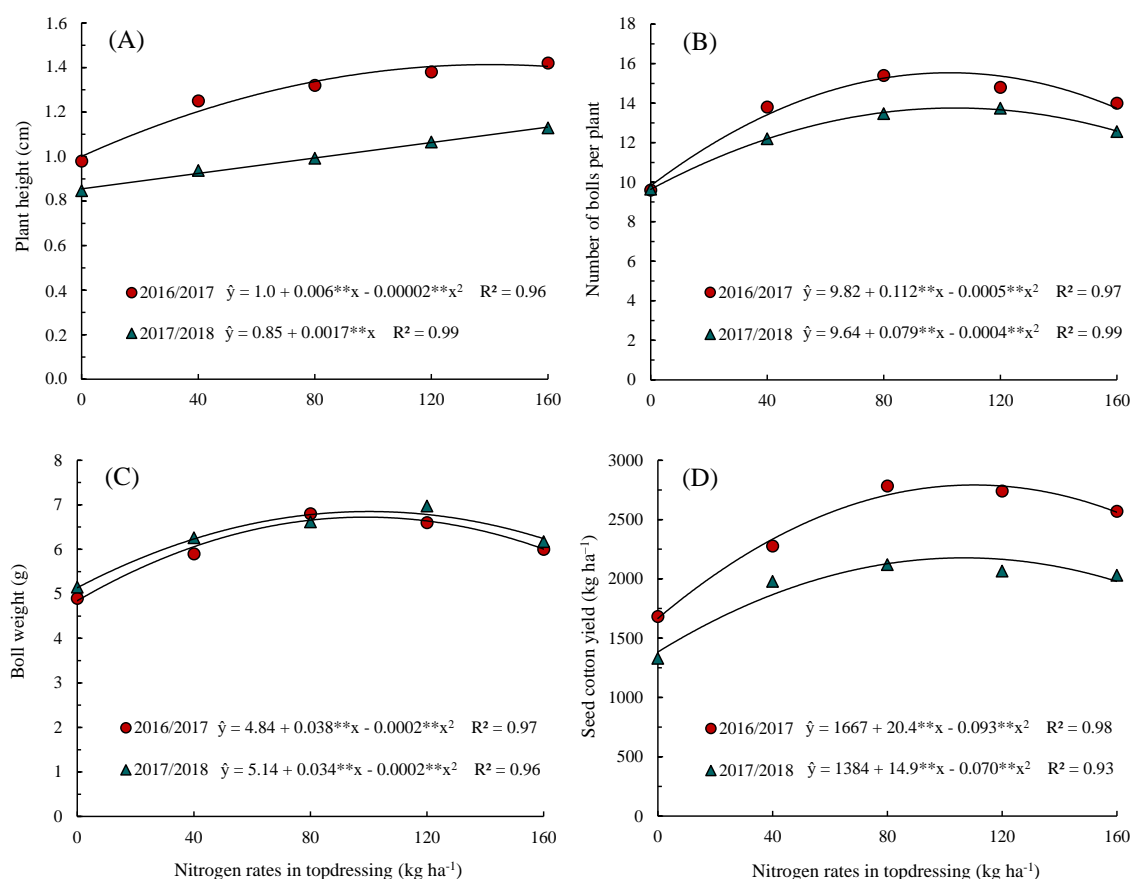 (A)
Plant height (cm)
1.6
1.4
1.2
1.0
0.8
0.6
0.4
0.2
0.0
2016/2017 ŷ = 1.0 + 0.006**x - 0.00002**x² R² = 0.96
2017/2018 ŷ = 0.85 + 0.0017**x R² = 0.99
0 40 80 120 160
(B)
Number of bolls per plant
18
16
14
12
10
8
6
4
2
0
2016/2017 ŷ = 9.82 + 0.112**x - 0.0005**x² R² = 0.97
2017/2018 ŷ = 9.64 + 0.079**x - 0.0004**x² R² = 0.99
0 40 80 120 160
(C)
Boll weight (g)
8
7
6
5
4
3
2
1
0
2016/2017 ŷ = 4.84 + 0.038**x - 0.0002**x² R² = 0.97
2017/2018 ŷ = 5.14 + 0.034**x - 0.0002**x² R² = 0.96
0 40 80 120 160
Nitrogen rates in topdressing (kg ha⁻¹)
(D)
Seed cotton yield (kg ha⁻¹)
3000
2500
2000
1500
1000
500
0
2016/2017 ŷ = 1667 + 20.4**x - 0.093**x² R² = 0.98
2017/2018 ŷ = 1384 + 14.9**x - 0.070**x² R² = 0.93
0 40 80 120 160
Nitrogen rates in topdressing (kg ha⁻¹)